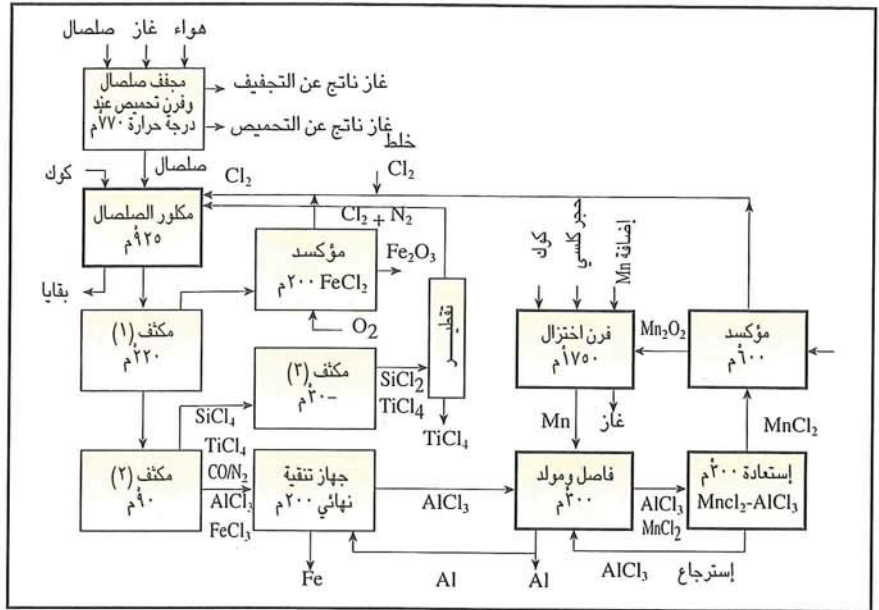 صلصال
غاز
هواء
مجفف صلصال
وفرن تحميص عند
درجة حرارة ٧٧٠°م
غاز ناتج عن التجفيف
غاز ناتج عن التحميص
خلط
Cl₂
صلصال
كوك
Cl₂
مكلور الصلصال
٩٢٥°م
بقايا
Cl₂ + N₂
مؤكسد
FeCl₂ ٢٠٠°م
Fe₂O₃
O₂
تقطيــــر
كوك
حجر كلسي
إضافة Mn
مكثف (١)
٢٢٠°م
فرن اختزال
١٧٥٠°م
Mn₂O₂
مؤكسد
٦٠٠°م
مكثف (٣)
−٣٠°م
SiCl₂
TiCl₄
TiCl₄
غاز
Mn
MnCl₂
SiCl₄
TiCl₄
CO/N₂
AlCl₃
FeCl₃
مكثف (٢)
٩٠°م
جهاز تنقية
نهائي ٢٠٠°م
AlCl₃
فاصل ومولد
٣٠٠°م
AlCl₃
MnCl₂
إستعادة ٣٠٠°م
Mncl₂-AlCl₃
Fe
Al
Al
AlCl₃ إسترجاع